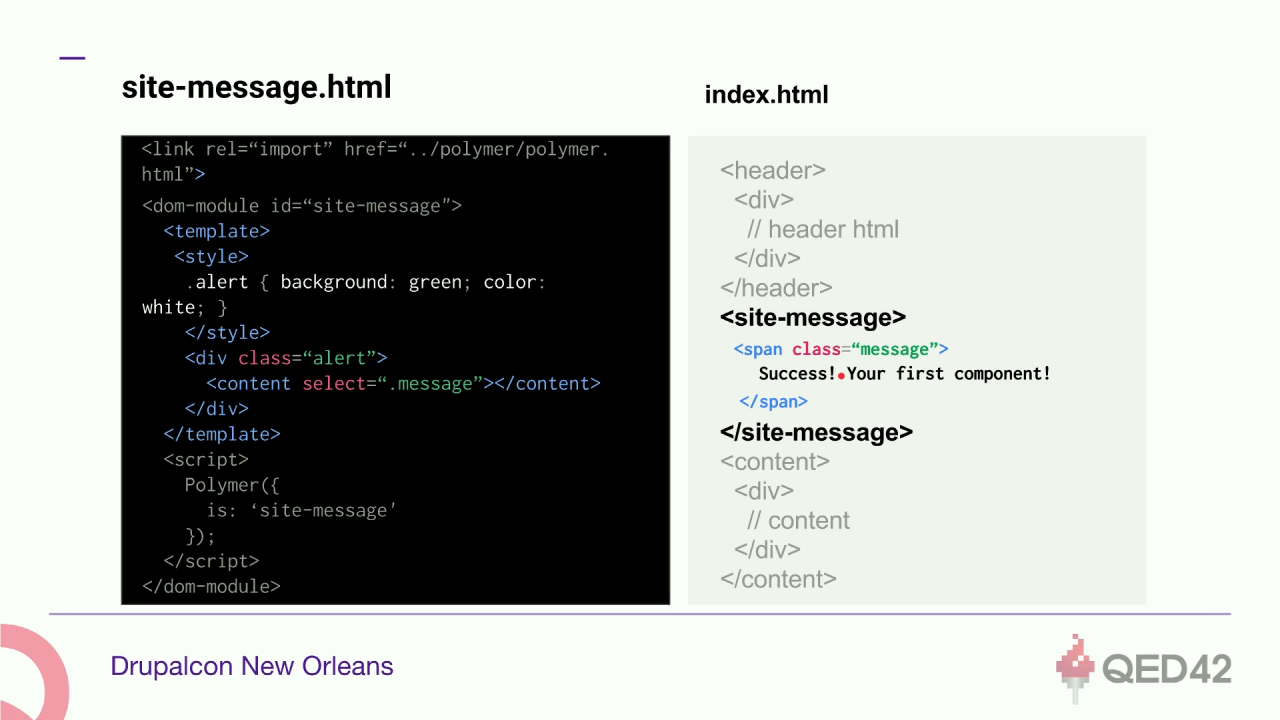 site-message.html
<link rel=“import” href=“../polymer/polymer.
html”>
<dom-module id=“site-message">
<template>
<style>
.alert { background: green; color:
white; }
</style>
<div class=“alert”>
<content select=“.message”></content>
</div>
</template>
<script>
Polymer({
is: ‘site-message'
});
</script>
</dom-module>
index.html
<header>
<div>
// header html
</div>
</header>
<site-message>
<span class=“message”>
Success! Your first component!
</span>
</site-message>
<content>
<div>
// content
</div>
</content>
Drupalcon New Orleans
QED42